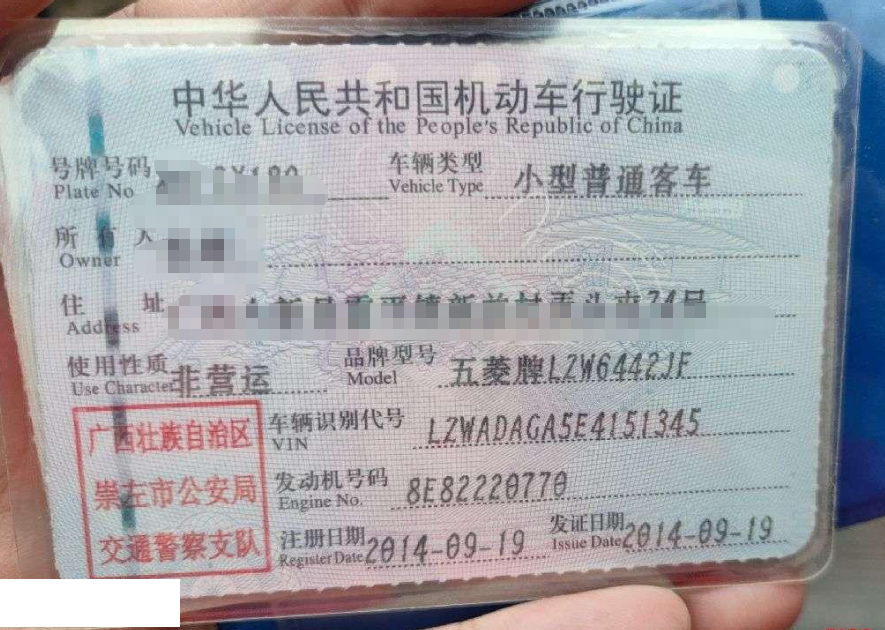 中华人民共和国机动车行驶证
Vehicle License of the People's Republic of China
号牌号码 车辆类型 小型普通客车
Plate No Vehicle Type
所有人
Owner
住址
Address
使用性质 非营运 品牌型号 五菱牌LZW6442JF
Use Character Model
广西壮族自治区
崇左市公安局
交通警察支队
车辆识别代号 LZWADAGA5E4151345
VIN
发动机号码 8E82220770
Engine No.
注册日期 2014-09-19 发证日期 2014-09-19
Register Date Issue Date